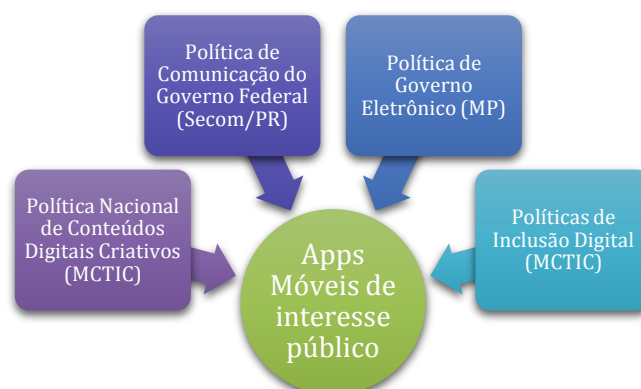 Política de
Comunicação do
Governo Federal
(Secom/PR)
Política de
Governo
Eletrônico (MP)
Política Nacional
de Conteúdos
Digitais Criativos
(MCTIC)
Políticas de
Inclusão Digital
(MCTIC)
Apps
Móveis de
interesse
público